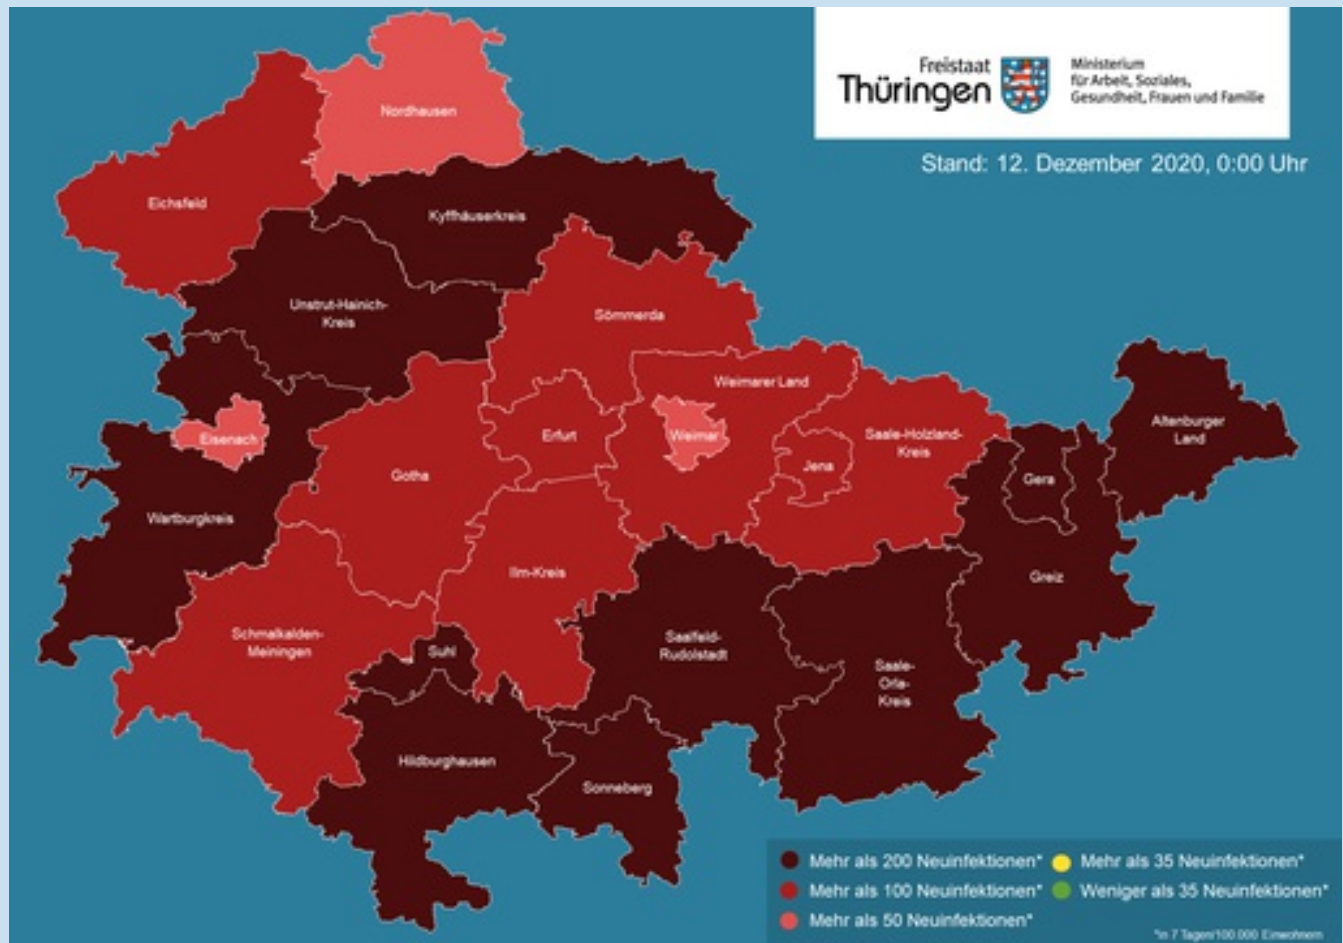 Freistaat
Thüringen
Ministerium
für Arbeit, Soziales,
Gesundheit, Frauen und Familie
Stand: 12. Dezember 2020, 0:00 Uhr
Nordhausen
Eichsfeld
Kyffhäuserkreis
Unstrut-Hainich-
Kreis
Sömmerda
Weimarer Land
Eisenach
Erfurt
Weimar
Saale-Holzland-
Kreis
Altenburger
Land
Gotha
Jena
Gera
Wartburgkreis
Ilm-Kreis
Greiz
Schmalkalden-
Meiningen
Suhl
Saalfeld-
Rudolstadt
Saale-
Orla-
Kreis
Hildburghausen
Sonneberg
Mehr als 200 Neuinfektionen*
Mehr als 100 Neuinfektionen*
Mehr als 50 Neuinfektionen*
Mehr als 35 Neuinfektionen*
Weniger als 35 Neuinfektionen*
*in 7 Tagen/100.000 Einwohnern